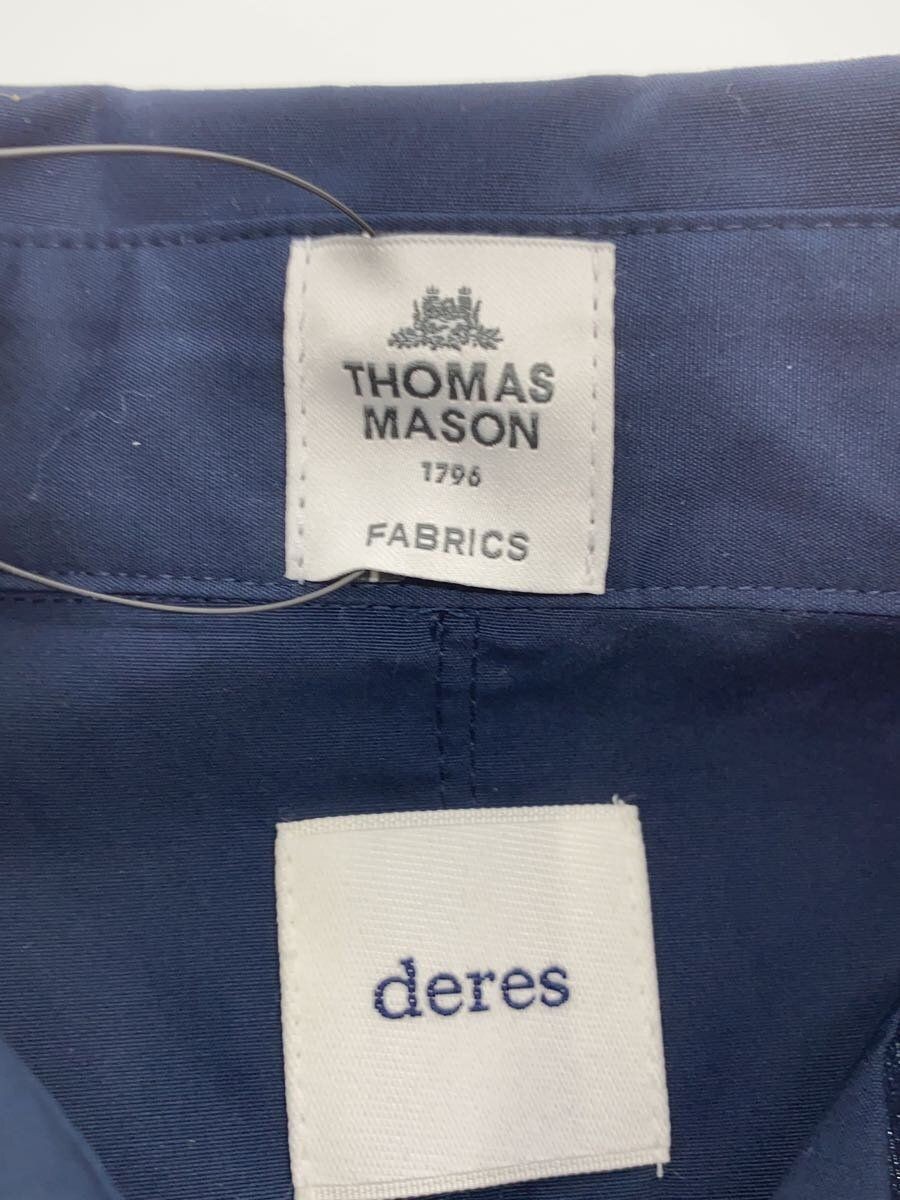 THOMAS
MASON
1796
FABRICS
deres